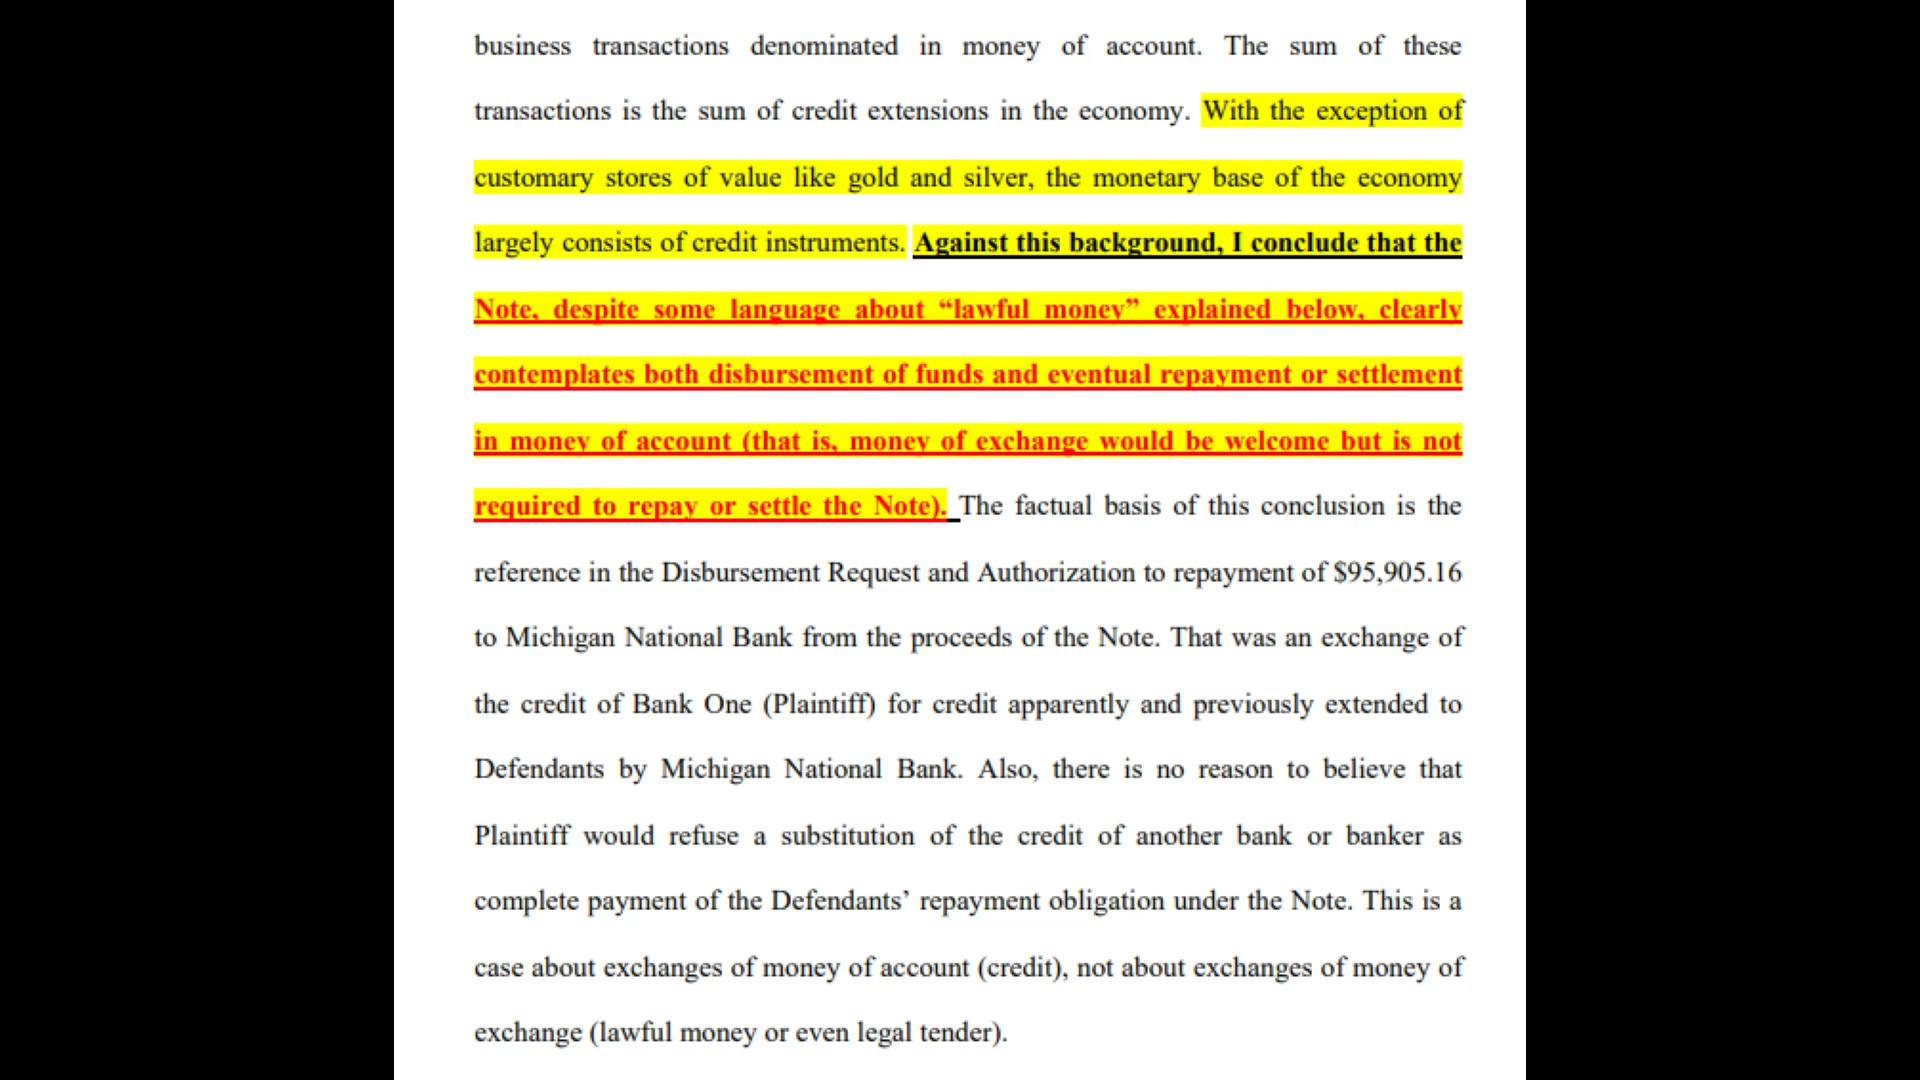 business transactions denominated in money of account. The sum of these
transactions is the sum of credit extensions in the economy. With the exception of
customary stores of value like gold and silver, the monetary base of the economy
largely consists of credit instruments. Against this background, I conclude that the
Note, despite some language about “lawful money” explained below, clearly
contemplates both disbursement of funds and eventual repayment or settlement
in money of account (that is, money of exchange would be welcome but is not
required to repay or settle the Note). The factual basis of this conclusion is the
reference in the Disbursement Request and Authorization to repayment of $95,905.16
to Michigan National Bank from the proceeds of the Note. That was an exchange of
the credit of Bank One (Plaintiff) for credit apparently and previously extended to
Defendants by Michigan National Bank. Also, there is no reason to believe that
Plaintiff would refuse a substitution of the credit of another bank or banker as
complete payment of the Defendants’ repayment obligation under the Note. This is a
case about exchanges of money of account (credit), not about exchanges of money of
exchange (lawful money or even legal tender).